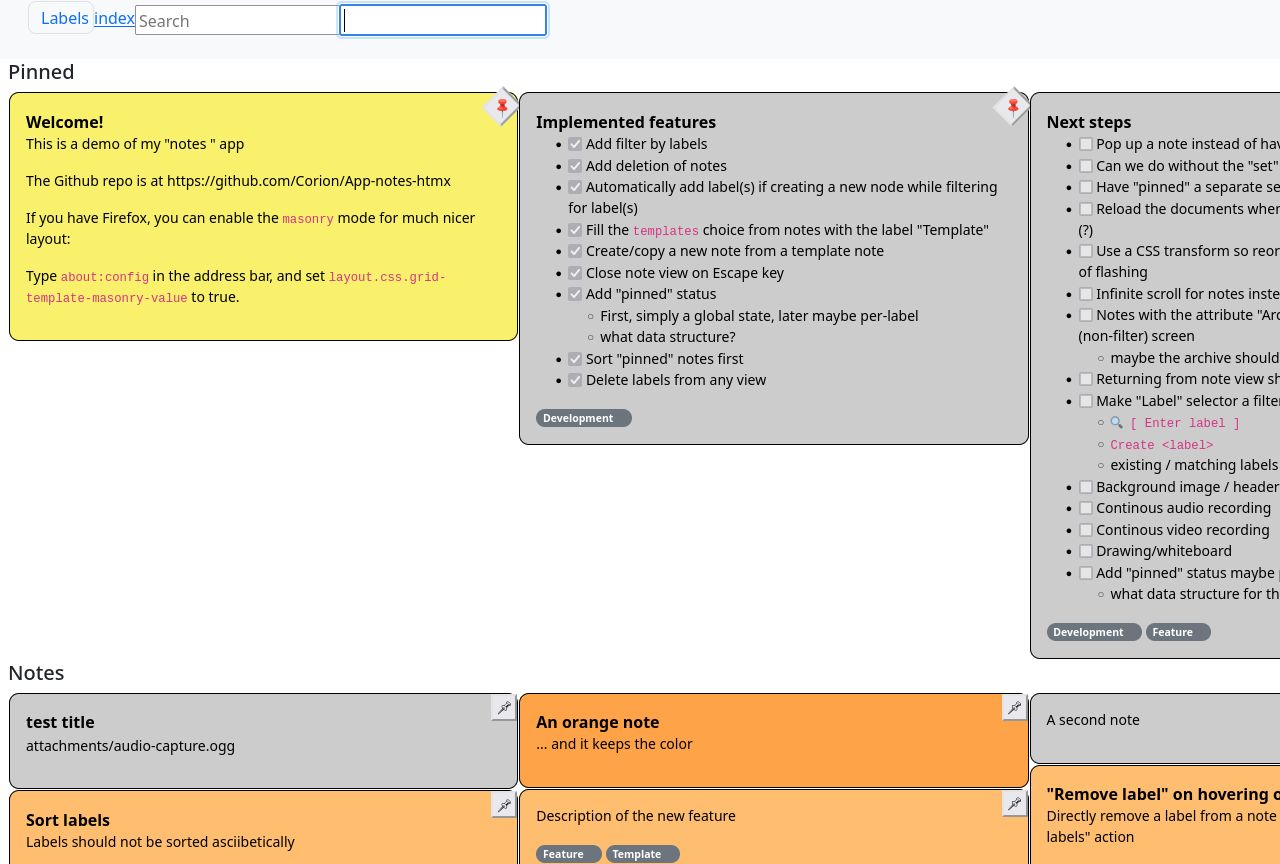 Labels index Search
Pinned
Welcome!
This is a demo of my "notes " app
The Github repo is at https://github.com/Corion/App-notes-htmx
If you have Firefox, you can enable the masonry mode for much nicer
layout:
Type about:config in the address bar, and set layout.css.grid-
template-masonry-value to true.
Implemented features
Add filter by labels
Add deletion of notes
Automatically add label(s) if creating a new node while filtering
for label(s)
Fill the templates choice from notes with the label "Template"
Create/copy a new note from a template note
Close note view on Escape key
Add "pinned" status
First, simply a global state, later maybe per-label
what data structure?
Sort "pinned" notes first
Delete labels from any view
Development
Next steps
Pop up a note instead of
Can we do without the "set"
Have "pinned" a separate
Reload the documents
(?)
Use a CSS transform so
of flashing
Infinite scroll for notes
Notes with the attribute
(non-filter) screen
maybe the archive should
Returning from note view
Make "Label" selector a
[ Enter label ]
Create <label>
existing / matching labels
Background image / header
Continous audio recording
Continous video recording
Drawing/whiteboard
Add "pinned" status maybe
what data structure for
Development Feature
Notes
test title
attachments/audio-capture.ogg
An orange note
... and it keeps the color
A second note
Sort labels
Labels should not be sorted asciibetically
Description of the new feature
Feature Template
"Remove label" on hovering
Directly remove a label from a note
labels" action